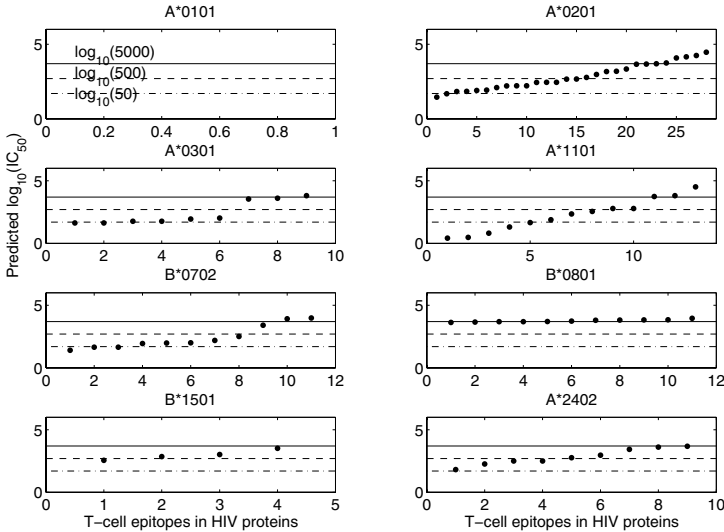 A*0101
5
0
0 0.2 0.4 0.6 0.8 1
log10(5000)
log10(500)
log10(50)
A*0201
5
0
5 10 15 20 25
A*0301
5
0
0 2 4 6 8 10
A*1101
5
0
0 5 10
B*0702
5
0
0 2 4 6 8 10 12
B*0801
5
0
0 2 4 6 8 10 12
B*1501
5
0
0 1 2 3 4 5
A*2402
5
0
0 2 4 6 8 10
Predicted log10(IC50)
T−cell epitopes in HIV proteins
T−cell epitopes in HIV proteins